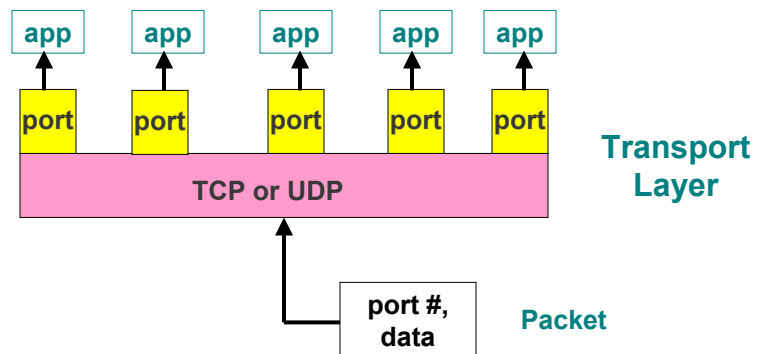 app app app app app
port port port port port
Transport
Layer
TCP or UDP
port #,
data
Packet